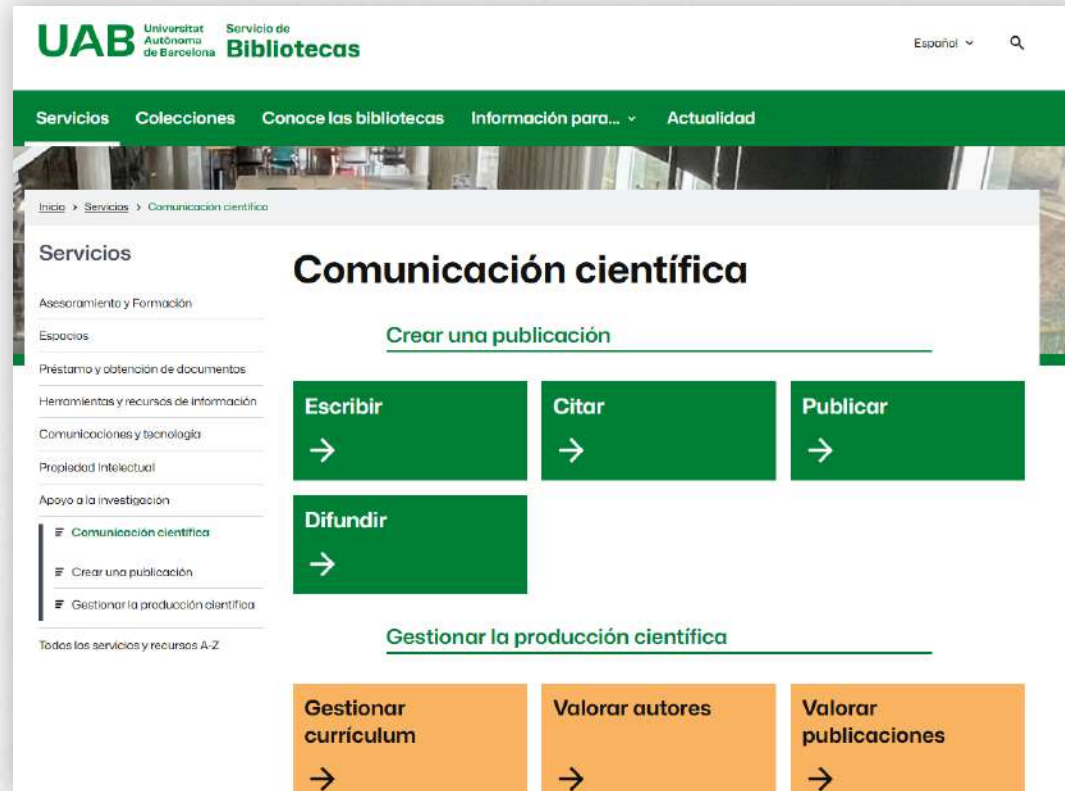 UAB Universitat Autònoma de Barcelona
Servicio de Bibliotecas
Español
Servicios Colecciones Conoce las bibliotecas Información para... Actualidad
Inicio > Servicios > Comunicación científica
Servicios
Asesoramiento y Formación
Espacios
Préstamo y obtención de documentos
Herramientas y recursos de información
Comunicaciones y tecnología
Propiedad Intelectual
Apoyo a la investigación
Comunicación científica
Crear una publicación
Gestionar la producción científica
Todos los servicios y recursos A-Z
Comunicación científica
Crear una publicación
Escribir
Citar
Publicar
Difundir
Gestionar la producción científica
Gestionar
currículum
Valorar autores
Valorar
publicaciones